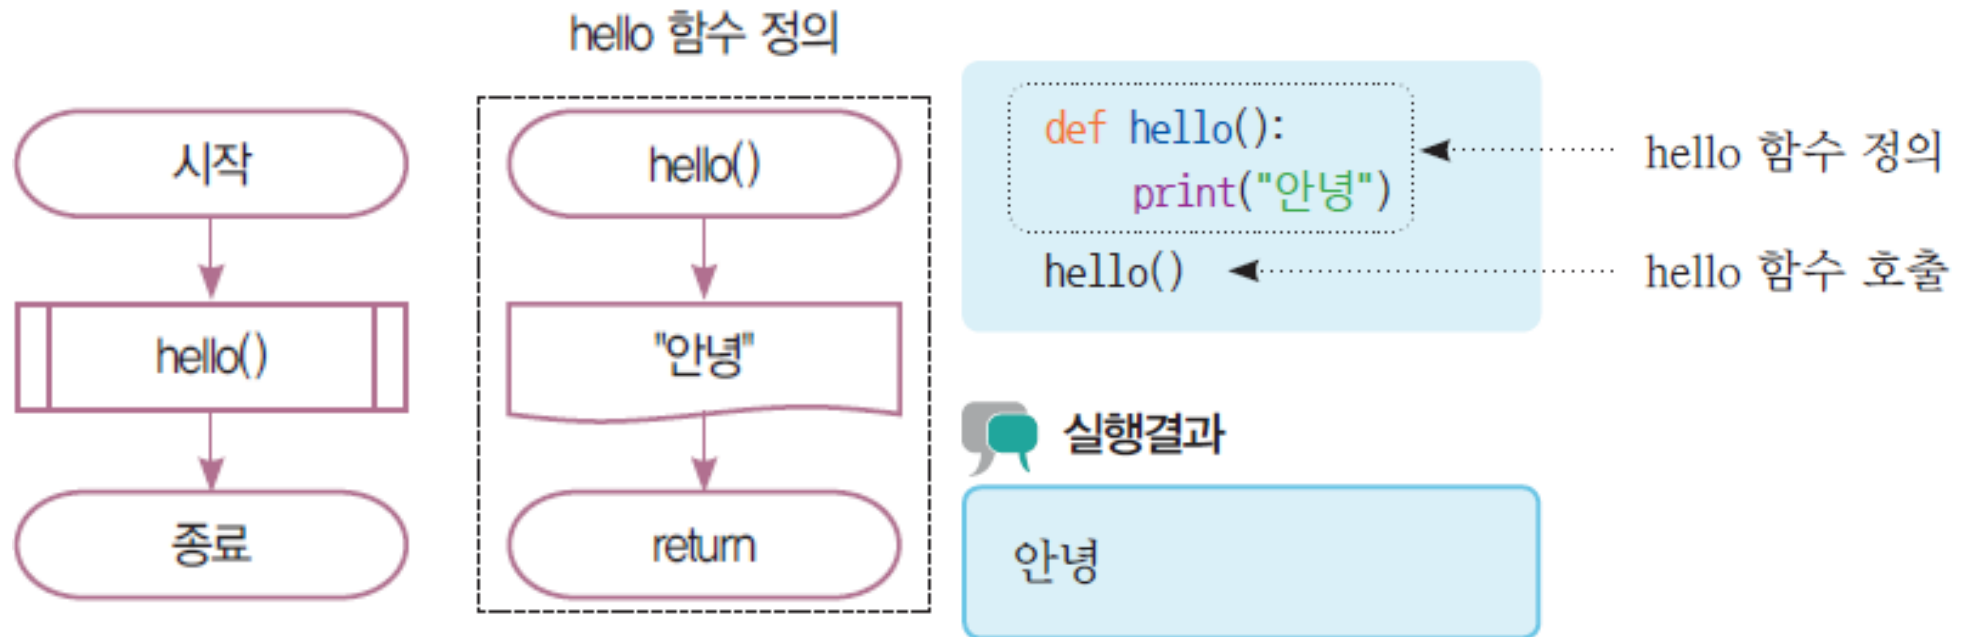 hello 함수 정의
시작
hello()
종료
hello()
"안녕"
return
def hello():
print("안녕")
hello()
hello 함수 정의
hello 함수 호출
실행결과
안녕